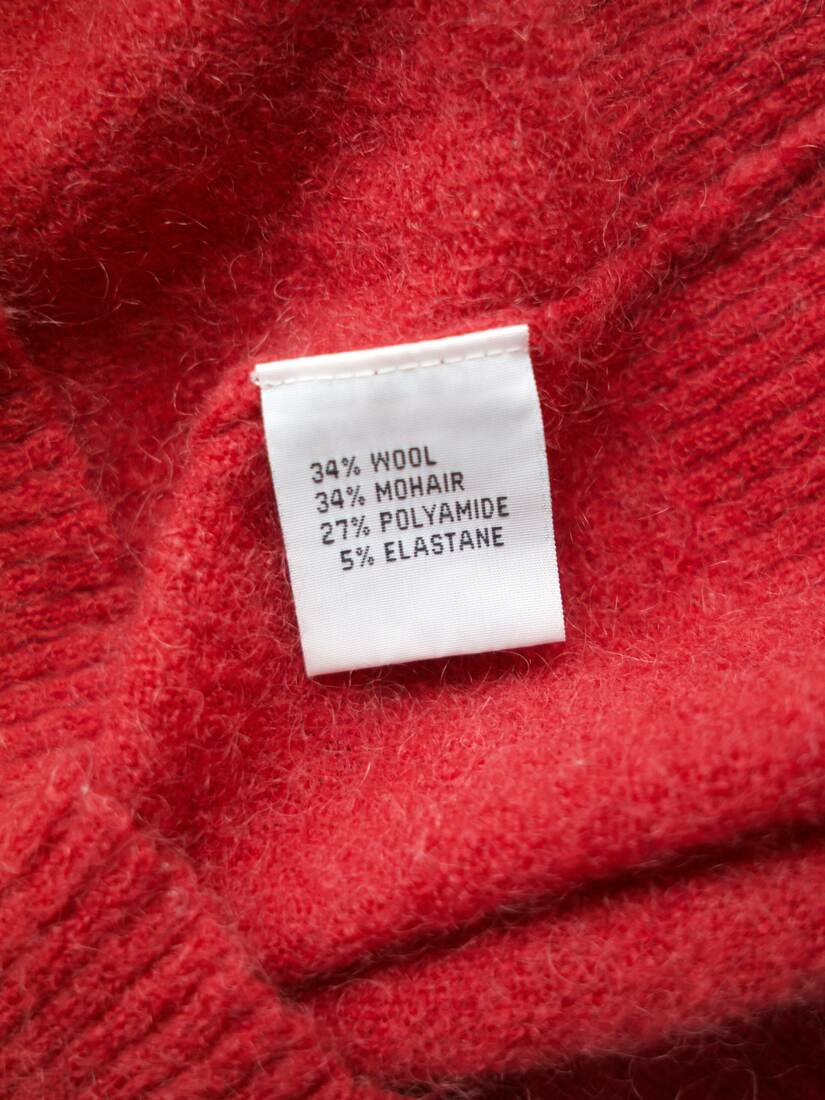 34% WOOL
34% MOHAIR
27% POLYAMIDE
5% ELASTANE